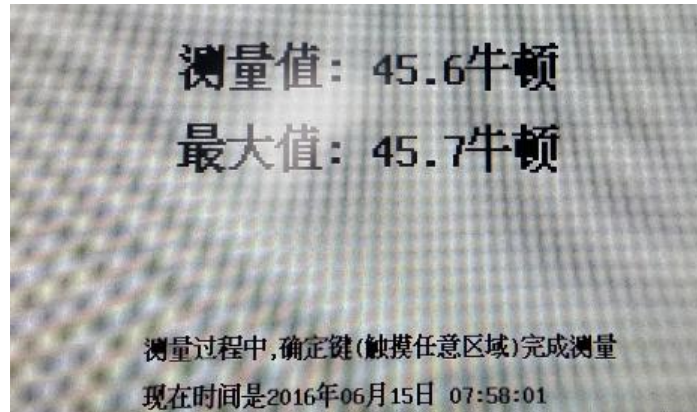 测量值: 45.6牛顿
最大值: 45.7牛顿
测量过程中,确定键(触摸任意区域)完成测量
现在时间是2016年06月15日 07:58:01